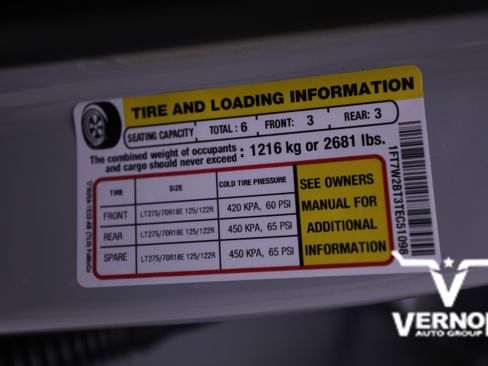 TIRE AND LOADING INFORMATION
SEATING CAPACITY TOTAL : 6 FRONT: 3 REAR: 3
The combined weight of occupants and cargo should never exceed : 1216 kg or 2681 lbs.
TIRE SIZE COLD TIRE PRESSURE
FRONT LT275/70R18E 125/122R 420 KPA, 60 PSI
REAR LT275/70R18E 125/122R 450 KPA, 65 PSI
SPARE LT275/70R18E 125/122R 450 KPA, 65 PSI
SEE OWNERS
MANUAL FOR
ADDITIONAL
INFORMATION
1FT7W2BT3TEC51098
VERNON
AUTO GROUP